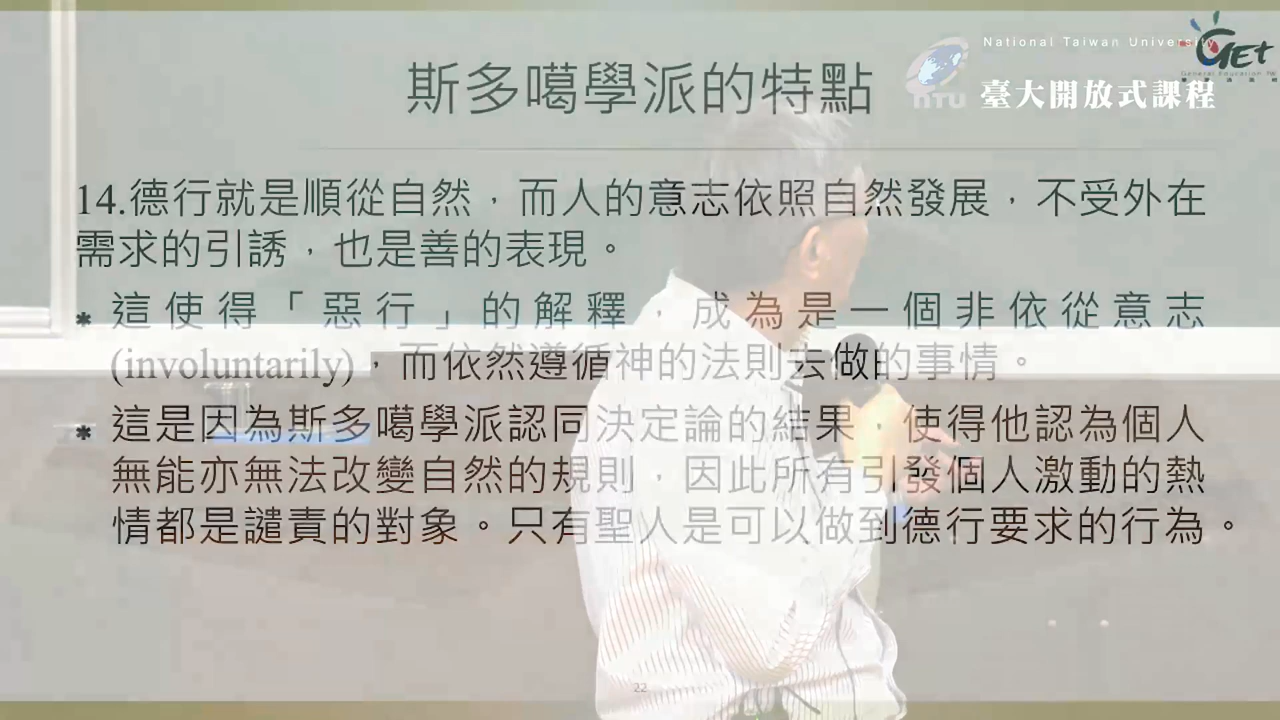 National Taiwan University
GET
NTU
臺大開放式課程
斯多噶學派的特點
14.德行就是順從自然，而人的意志依照自然發展，不受外在
需求的引誘，也是善的表現。
* 這使得「惡行」的解釋，成為是一個非依從意志
(involuntarily)，而依然遵循神的法則去做的事情。
* 這是因為斯多噶學派認同決定論的結果，使得他認為個人
無能亦無法改變自然的規則，因此所有引發個人激動的熱
情都是譴責的對象。只有聖人是可以做到德行要求的行為。
22